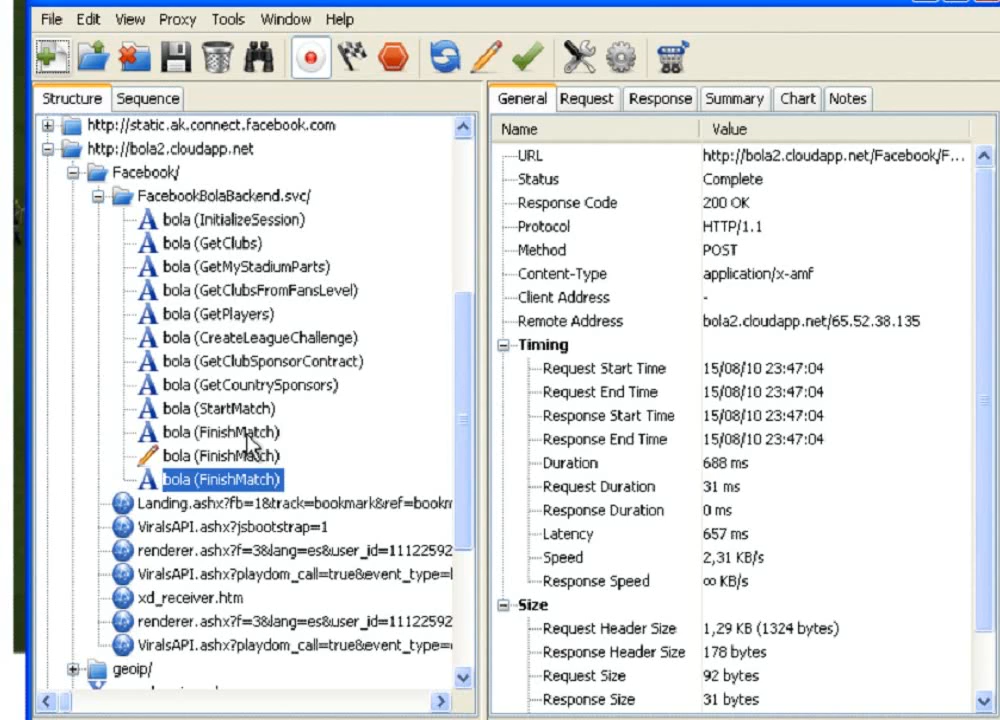 File Edit View Proxy Tools Window Help
Structure Sequence
http://static.ak.connect.facebook.com
http://bola2.cloudapp.net
Facebook/
FacebookBolaBackend.svc/
bola (InitializeSession)
bola (GetClubs)
bola (GetMyStadiumParts)
bola (GetClubsFromFansLevel)
bola (GetPlayers)
bola (CreateLeagueChallenge)
bola (GetClubSponsorContract)
bola (GetCountrySponsors)
bola (StartMatch)
bola (FinishMatch)
bola (FinishMatch)
bola (FinishMatch)
Landing.ashx?fb=1&track=bookmark&ref=bookm
ViralsAPI.ashx?jsbootstrap=1
renderer.ashx?f=3&lang=es&user_id=11122592
ViralsAPI.ashx?playdom_call=true&event_type=
xd_receiver.htm
renderer.ashx?f=3&lang=es&user_id=11122592
ViralsAPI.ashx?playdom_call=true&event_type=
geoip/
General Request Response Summary Chart Notes
Name Value
URL http://bola2.cloudapp.net/Facebook/F...
Status Complete
Response Code 200 OK
Protocol HTTP/1.1
Method POST
Content-Type application/x-amf
Client Address -
Remote Address bola2.cloudapp.net/65.52.38.135
Timing
Request Start Time 15/08/10 23:47:04
Request End Time 15/08/10 23:47:04
Response Start Time 15/08/10 23:47:04
Response End Time 15/08/10 23:47:04
Duration 688 ms
Request Duration 31 ms
Response Duration 0 ms
Latency 657 ms
Speed 2,31 KB/s
Response Speed ∞ KB/s
Size
Request Header Size 1,29 KB (1324 bytes)
Response Header Size 178 bytes
Request Size 92 bytes
Response Size 31 bytes